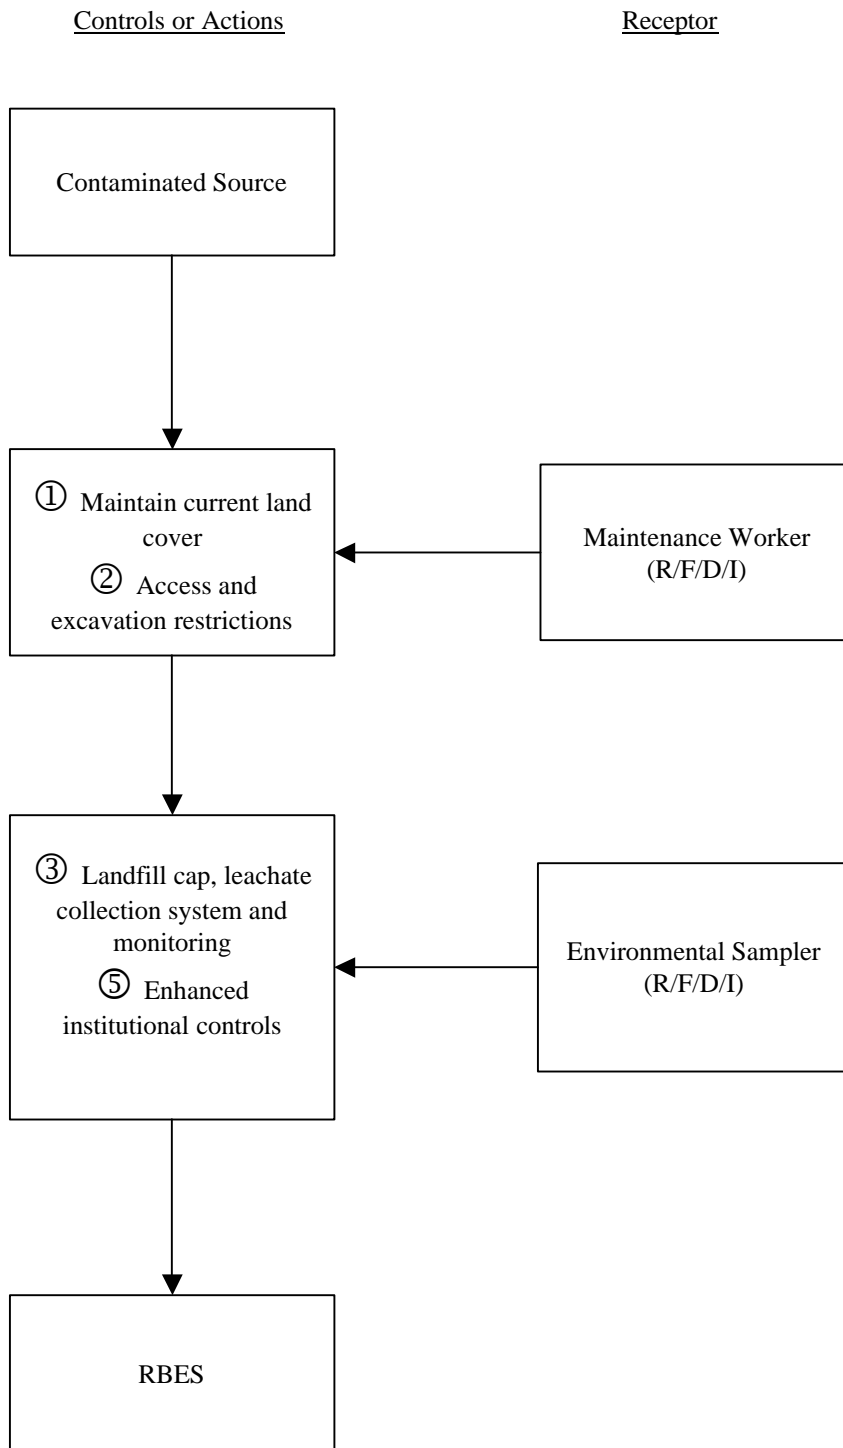 Controls or Actions
Receptor
Contaminated Source
① Maintain current land
cover
② Access and
excavation restrictions
Maintenance Worker
(R/F/D/I)
③ Landfill cap, leachate
collection system and
monitoring
⑤ Enhanced
institutional controls
Environmental Sampler
(R/F/D/I)
RBES